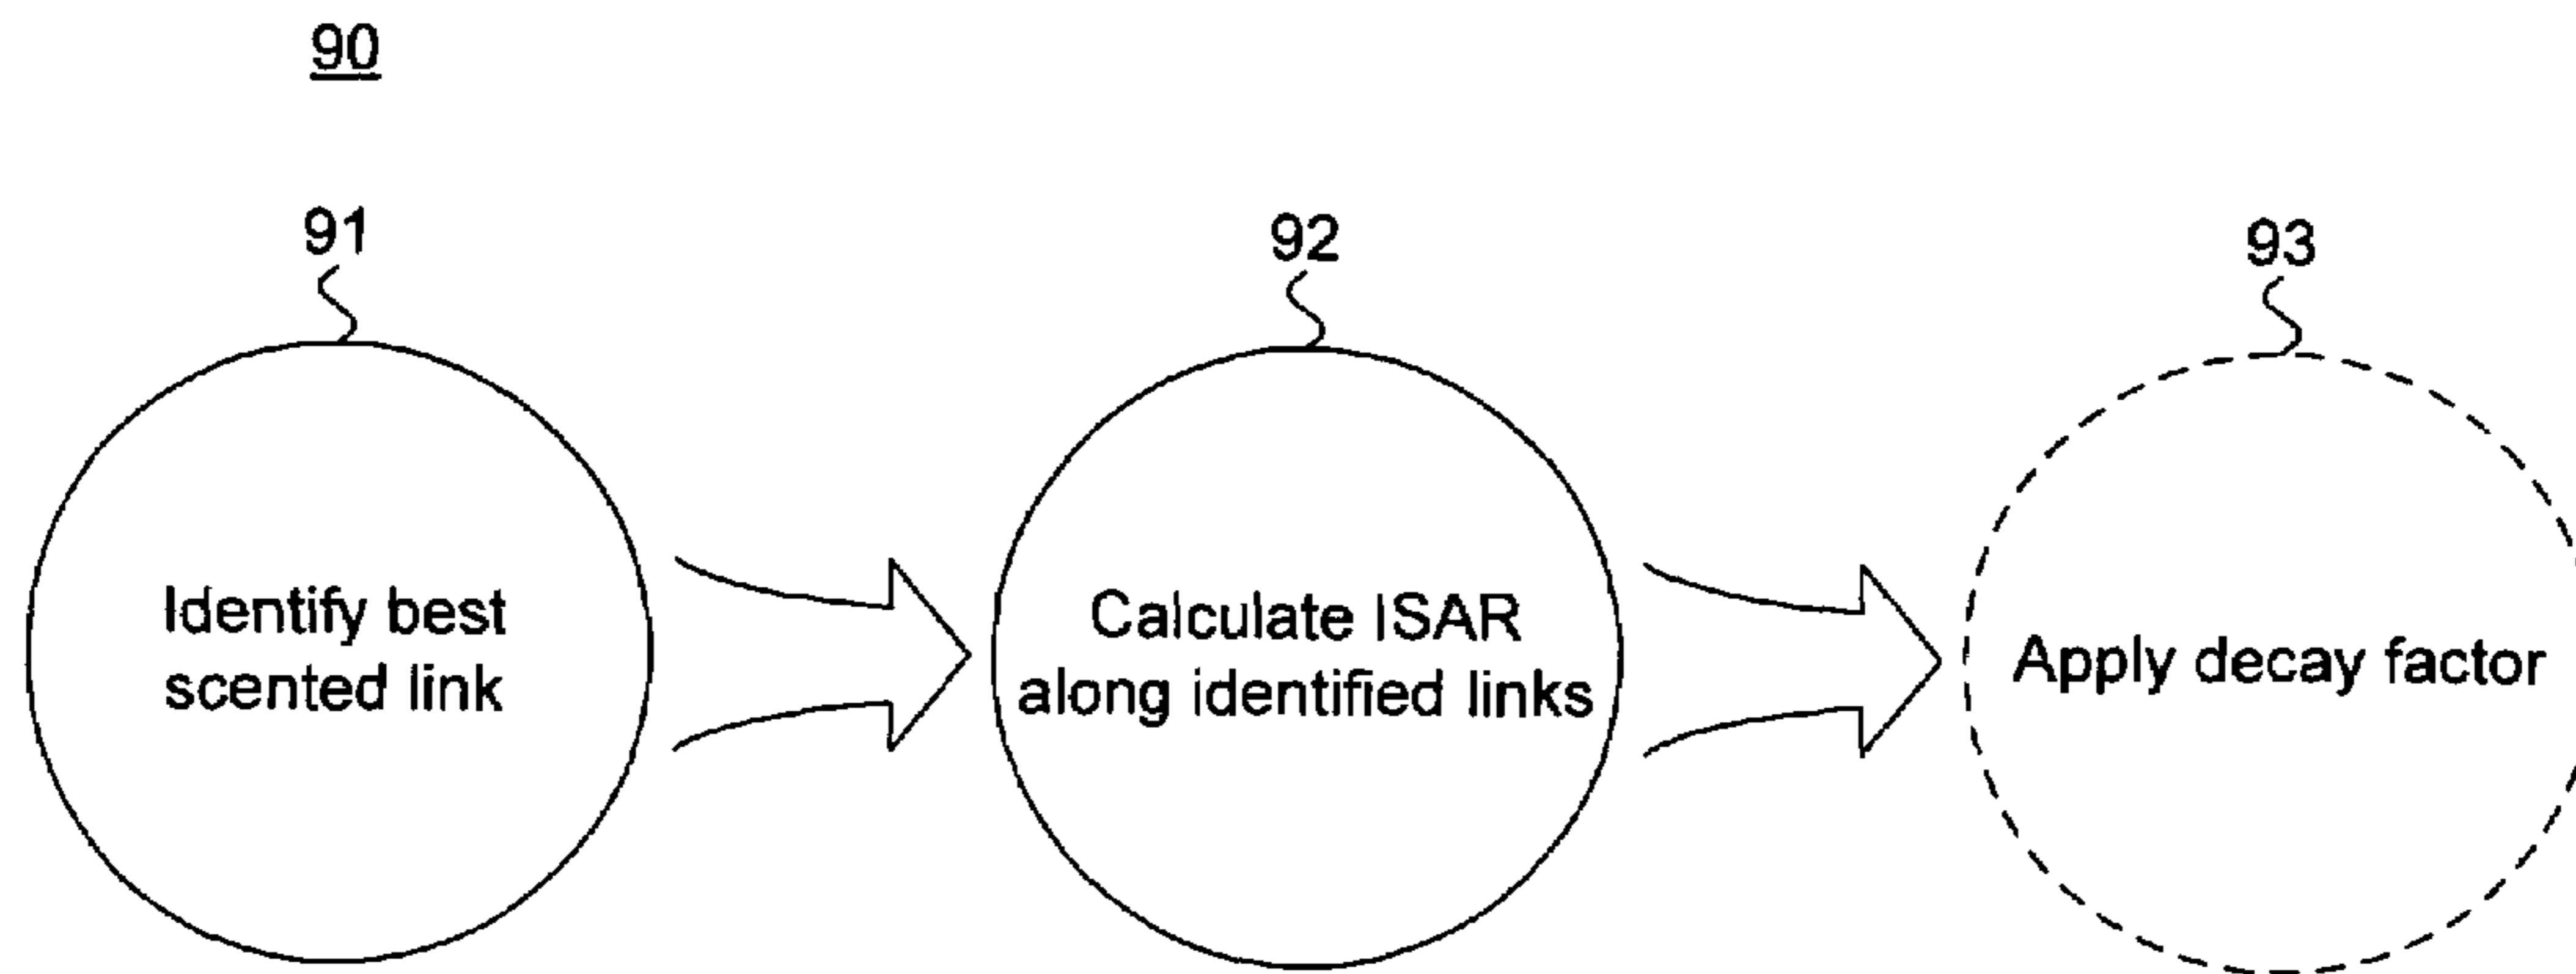 90
91
92
93
Identify best
scented link
Calculate ISAR
along identified links
Apply decay factor